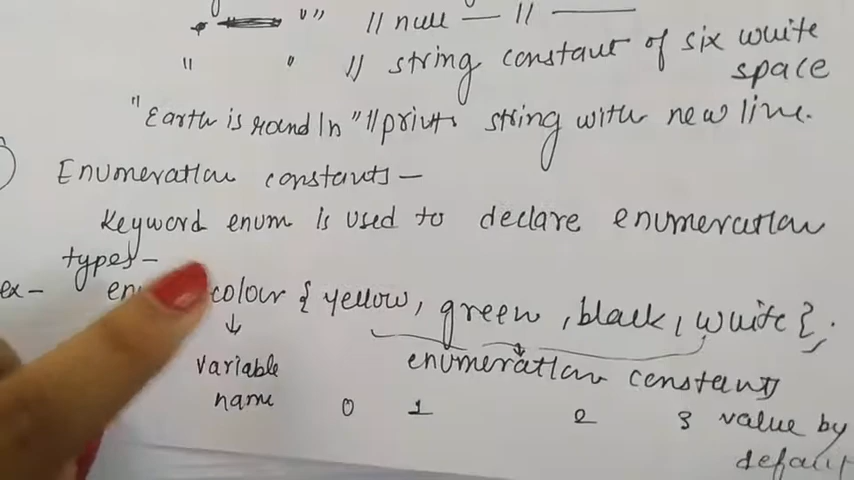 " " // null — // —
" " // string constant of six white
space
"Earth is round \n" // prints string with new line.
Enumeration constants —
Keyword enum is used to declare enumeration
types —
ex – colour { yellow, green, black, white };
variable enumeration constants
name 0 1 2 3 value by
default